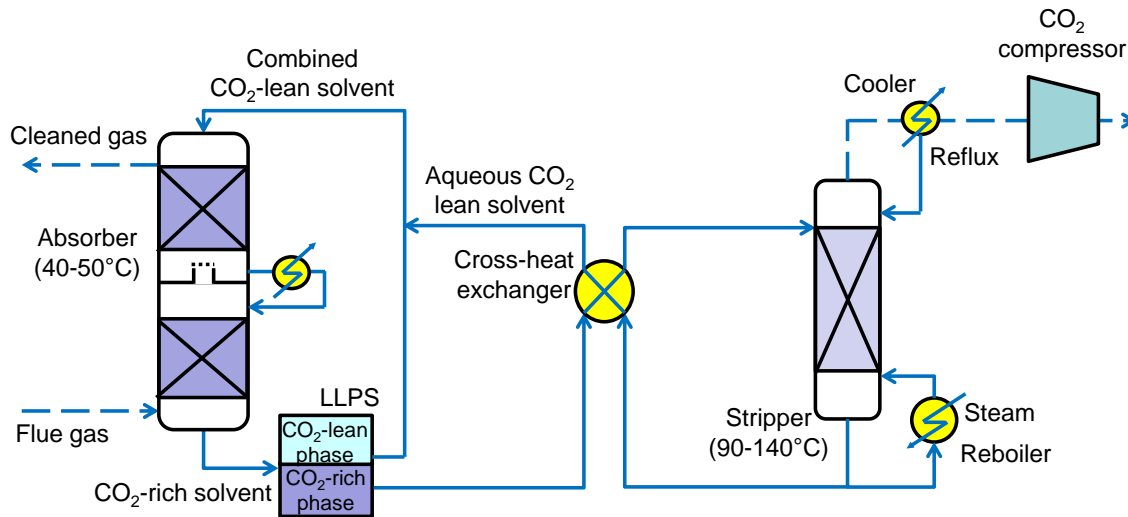 CO₂
compressor
Combined
CO₂-lean solvent
Cooler
Cleaned gas
Reflux
Aqueous CO₂
lean solvent
Absorber
(40-50°C)
Cross-heat
exchanger
LLPS
Flue gas
CO₂-lean
phase
Stripper
(90-140°C)
Steam
Reboiler
CO₂-rich solvent
CO₂-rich
phase